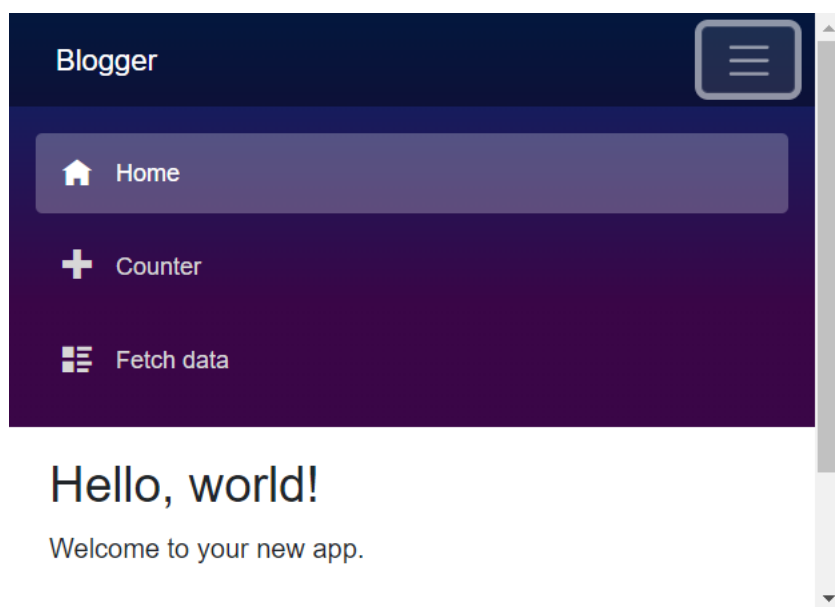 Blogger
Home
Counter
Fetch data
Hello, world!
Welcome to your new app.